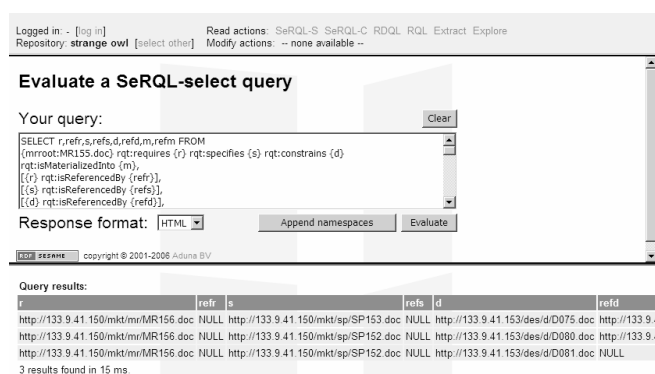 Logged in: - [log in]
Repository: strange owl [select other]
Read actions: SeRQL-S SeRQL-C RDQL RQL Extract Explore
Modify actions: -- none available --
Evaluate a SeRQL-select query
Your query:
Clear
SELECT r,refr,s,refs,d,refd,m,refm FROM
{mrroot:MR155.doc} rqt:requires {r} rqt:specifies {s} rqt:constrains {d}
rqt:isMaterializedInto {m},
[{r} rqt:isReferencedBy {refr}],
[{s} rqt:isReferencedBy {refs}],
[{d} rqt:isReferencedBy {refd}],
Response format: HTML Append namespaces Evaluate
RDF SESAME copyright © 2001-2006 Aduna BV
Query results:
r refr s refs d refd
http://133.9.41.150/mkt/mr/MR156.doc NULL http://133.9.41.150/mkt/sp/SP153.doc NULL http://133.9.41.153/des/d/D075.doc http://133.9.
http://133.9.41.150/mkt/mr/MR156.doc NULL http://133.9.41.150/mkt/sp/SP152.doc NULL http://133.9.41.153/des/d/D080.doc http://133.9.
http://133.9.41.150/mkt/mr/MR156.doc NULL http://133.9.41.150/mkt/sp/SP152.doc NULL http://133.9.41.153/des/d/D081.doc NULL
3 results found in 15 ms.